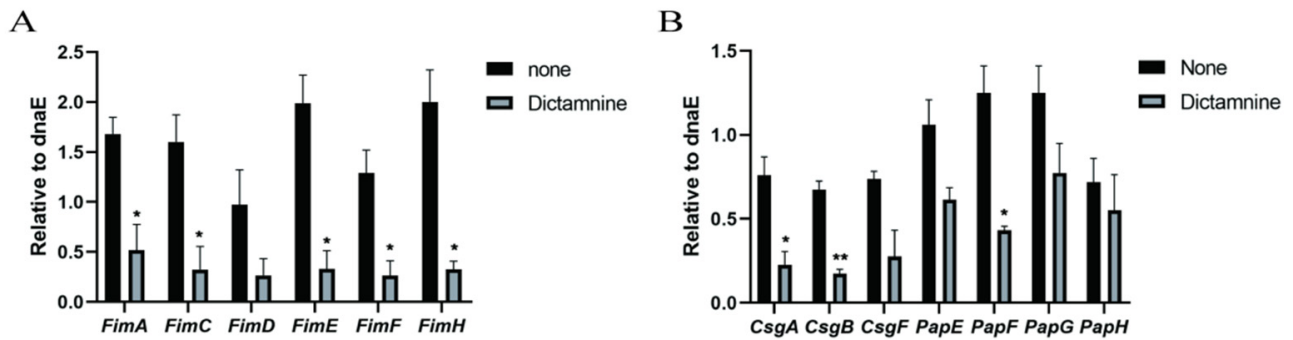 A
Relative to dnaE
2.5
2.0
1.5
1.0
0.5
0.0
FimA FimC FimD FimE FimF FimH
* * * * *
none
Dictamnine
B
Relative to dnaE
1.5
1.0
0.5
0.0
CsgA CsgB CsgF PapE PapF PapG PapH
* ** *
None
Dictamnine